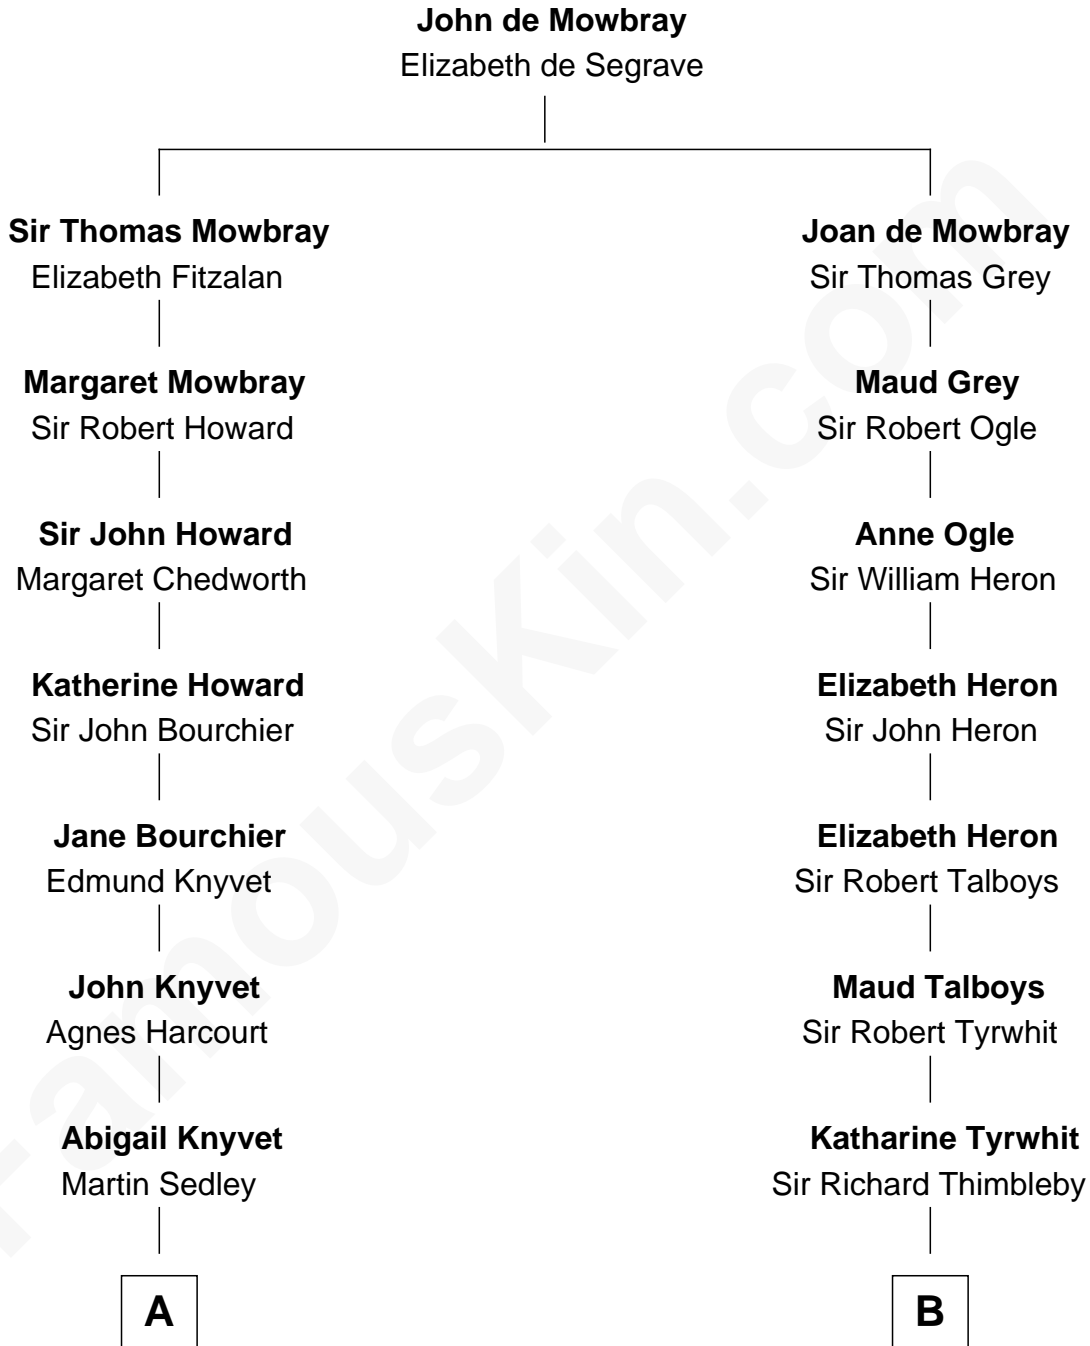 John de Mowbray
Elizabeth de Segrave
Sir Thomas Mowbray
Elizabeth Fitzalan
Joan de Mowbray
Sir Thomas Grey
Margaret Mowbray
Sir Robert Howard
Maud Grey
Sir Robert Ogle
Sir John Howard
Margaret Chedworth
Anne Ogle
Sir William Heron
Katherine Howard
Sir John Bourchier
Elizabeth Heron
Sir John Heron
Jane Bourchier
Edmund Knyvet
Elizabeth Heron
Sir Robert Talboys
John Knyvet
Agnes Harcourt
Maud Talboys
Sir Robert Tyrwhit
Abigail Knyvet
Martin Sedley
Katharine Tyrwhit
Sir Richard Thimbleby
A
B
FamousKin.com